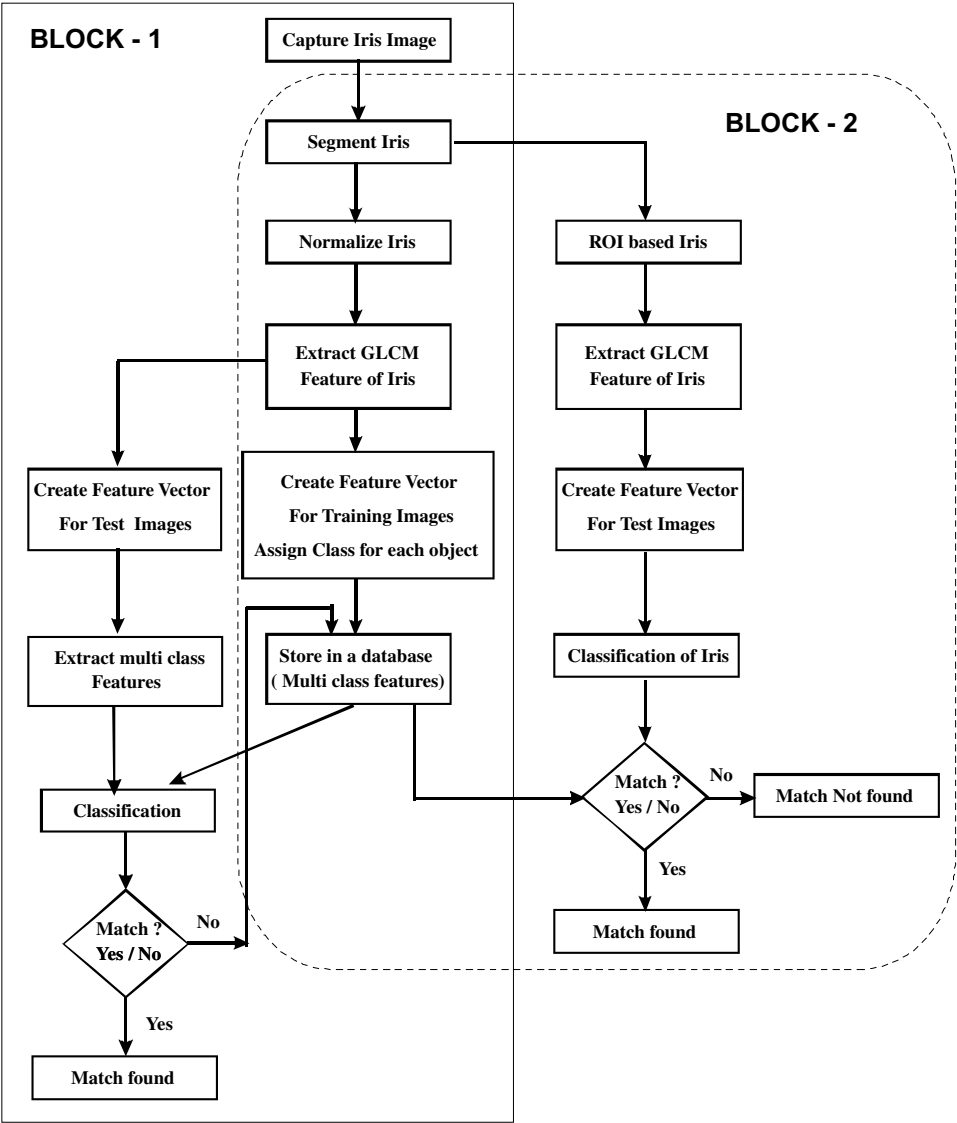 BLOCK - 1
Capture Iris Image
BLOCK - 2
Segment Iris
Normalize Iris
ROI based Iris
Extract GLCM
Feature of Iris
Extract GLCM
Feature of Iris
Create Feature Vector
For Test Images
Create Feature Vector
For Training Images
Assign Class for each object
Create Feature Vector
For Test Images
Extract multi class
Features
Store in a database
( Multi class features)
Classification of Iris
Classification
Match ?
Yes / No
No
Match Not found
Yes
Match found
Match ?
Yes / No
No
Yes
Match found